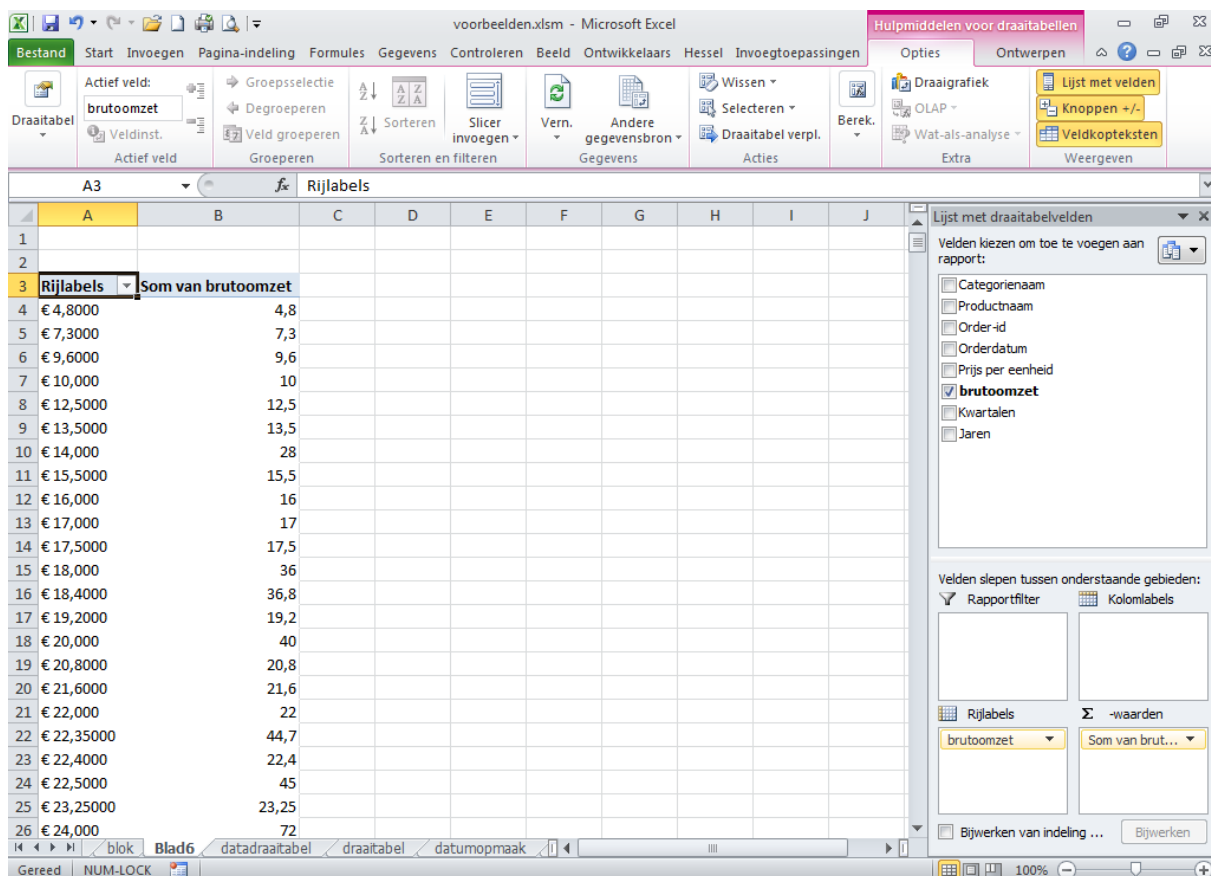 voorbeelden.xlsm - Microsoft Excel
Hulpmiddelen voor draaitabellen
Bestand Start Invoegen Pagina-indeling Formules Gegevens Controleren Beeld Ontwikkelaars Hessel Invoegtoepassingen Opties Ontwerpen
Draaitabel
Actief veld:
brutoomzet
Veldinst.
Actief veld
Groepsselectie
Degroeperen
Veld groeperen
Groeperen
Sorteren
Slicer invoegen
Sorteren en filteren
Vern.
Andere gegevensbron
Gegevens
Wissen
Selecteren
Draaitabel verpl.
Acties
Berek.
Draaigrafiek
OLAP
Wat-als-analyse
Extra
Lijst met velden
Knoppen +/-
Veldkopteksten
Weergeven
A3 fx Rijlabels
A B C D E F G H I J
1
2
3 Rijlabels Som van brutoomzet
4 € 4,8000 4,8
5 € 7,3000 7,3
6 € 9,6000 9,6
7 € 10,000 10
8 € 12,5000 12,5
9 € 13,5000 13,5
10 € 14,000 28
11 € 15,5000 15,5
12 € 16,000 16
13 € 17,000 17
14 € 17,5000 17,5
15 € 18,000 36
16 € 18,4000 36,8
17 € 19,2000 19,2
18 € 20,000 40
19 € 20,8000 20,8
20 € 21,6000 21,6
21 € 22,000 22
22 € 22,35000 44,7
23 € 22,4000 22,4
24 € 22,5000 45
25 € 23,25000 23,25
26 € 24,000 72
Lijst met draaitabelvelden
Velden kiezen om toe te voegen aan
rapport:
Categorienaam
Productnaam
Order-id
Orderdatum
Prijs per eenheid
brutoomzet
Kwartalen
Jaren
Velden slepen tussen onderstaande gebieden:
Rapportfilter Kolomlabels
Rijlabels Σ -waarden
brutoomzet Som van brut...
Bijwerken van indeling ... Bijwerken
blok Blad6 datadraaitabel draaitabel datumopmaak
Gereed NUM-LOCK 100%